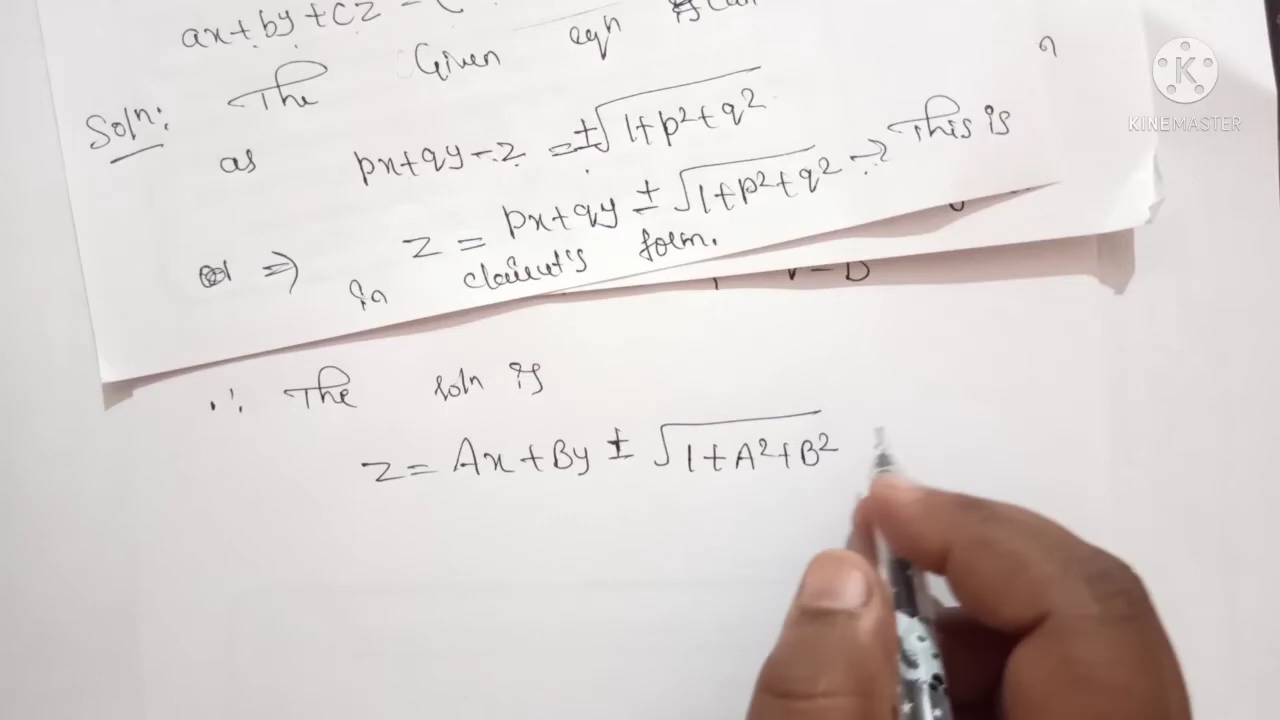 ax+by+cz =
Soln: The Given eqn
as px+qy-z = ±√1+p²+q²
⇒ z = px+qy ± √1+p²+q² → This is
in clairut's form.
∴ The soln is
z = Ax+By ± √1+A²+B²
KINEMASTER